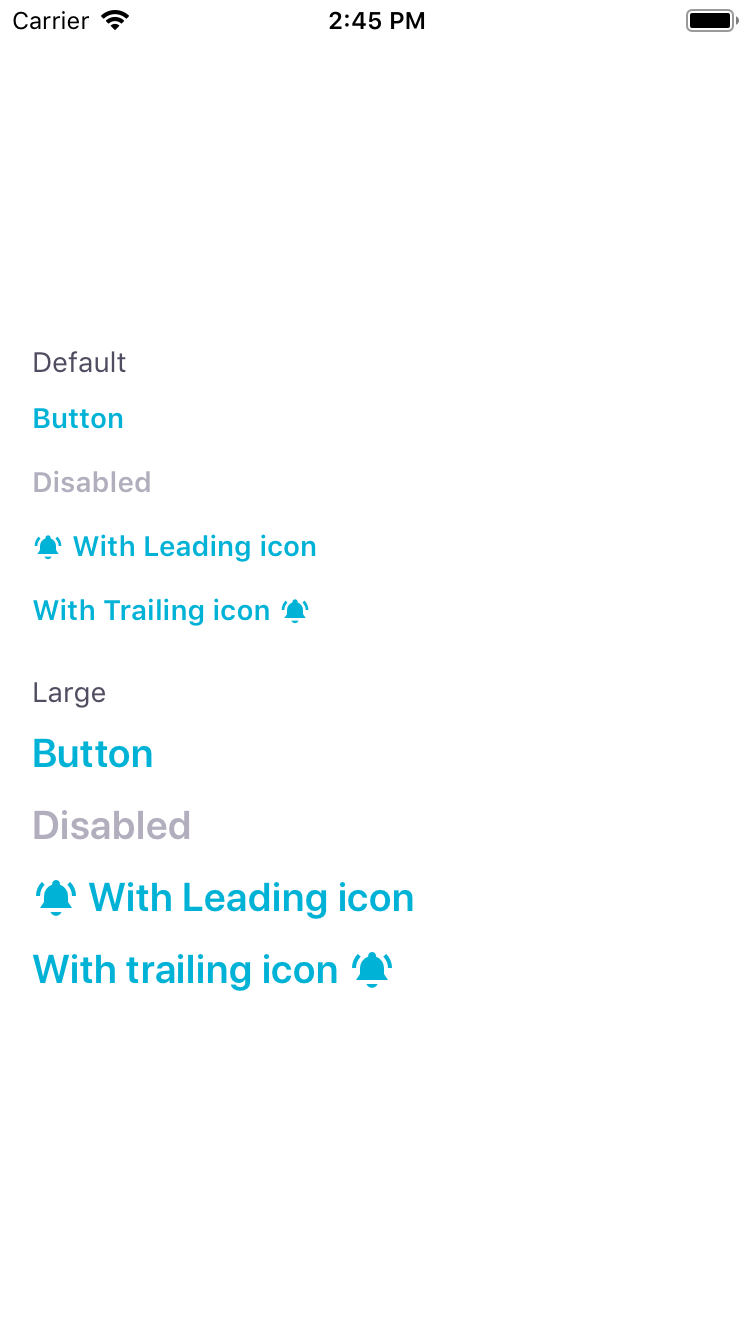 Carrier 2:45 PM
Default
Button
Disabled
With Leading icon
With Trailing icon
Large
Button
Disabled
With Leading icon
With trailing icon